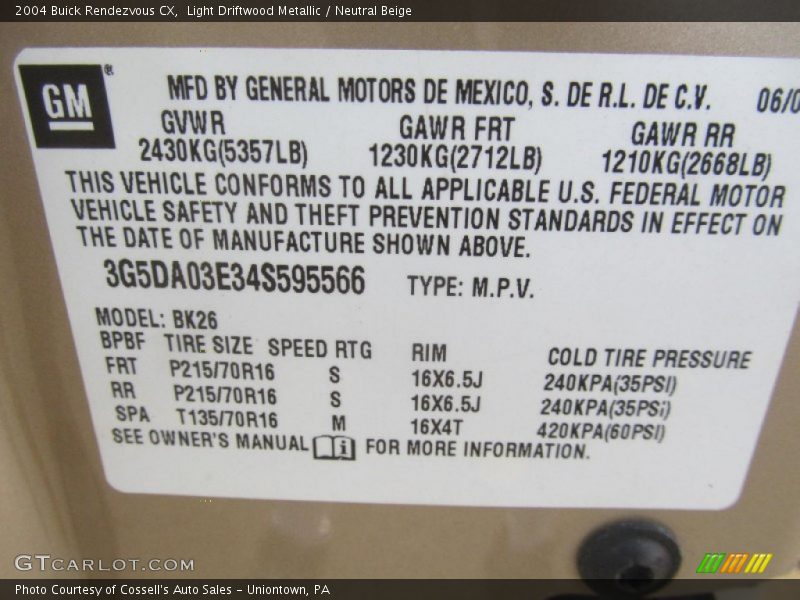 2004 Buick Rendezvous CX, Light Driftwood Metallic / Neutral Beige
GM®
MFD BY GENERAL MOTORS DE MEXICO, S. DE R.L. DE C.V. 06/0
GVWR GAWR FRT GAWR RR
2430KG(5357LB) 1230KG(2712LB) 1210KG(2668LB)
THIS VEHICLE CONFORMS TO ALL APPLICABLE U.S. FEDERAL MOTOR
VEHICLE SAFETY AND THEFT PREVENTION STANDARDS IN EFFECT ON
THE DATE OF MANUFACTURE SHOWN ABOVE.
3G5DA03E34S595566 TYPE: M.P.V.
MODEL: BK26
BPBF TIRE SIZE SPEED RTG RIM COLD TIRE PRESSURE
FRT P215/70R16 S 16X6.5J 240KPA(35PSI)
RR P215/70R16 S 16X6.5J 240KPA(35PSI)
SPA T135/70R16 M 16X4T 420KPA(60PSI)
SEE OWNER'S MANUAL i FOR MORE INFORMATION.
GTCARLOT.COM
Photo Courtesy of Cossell's Auto Sales - Uniontown, PA